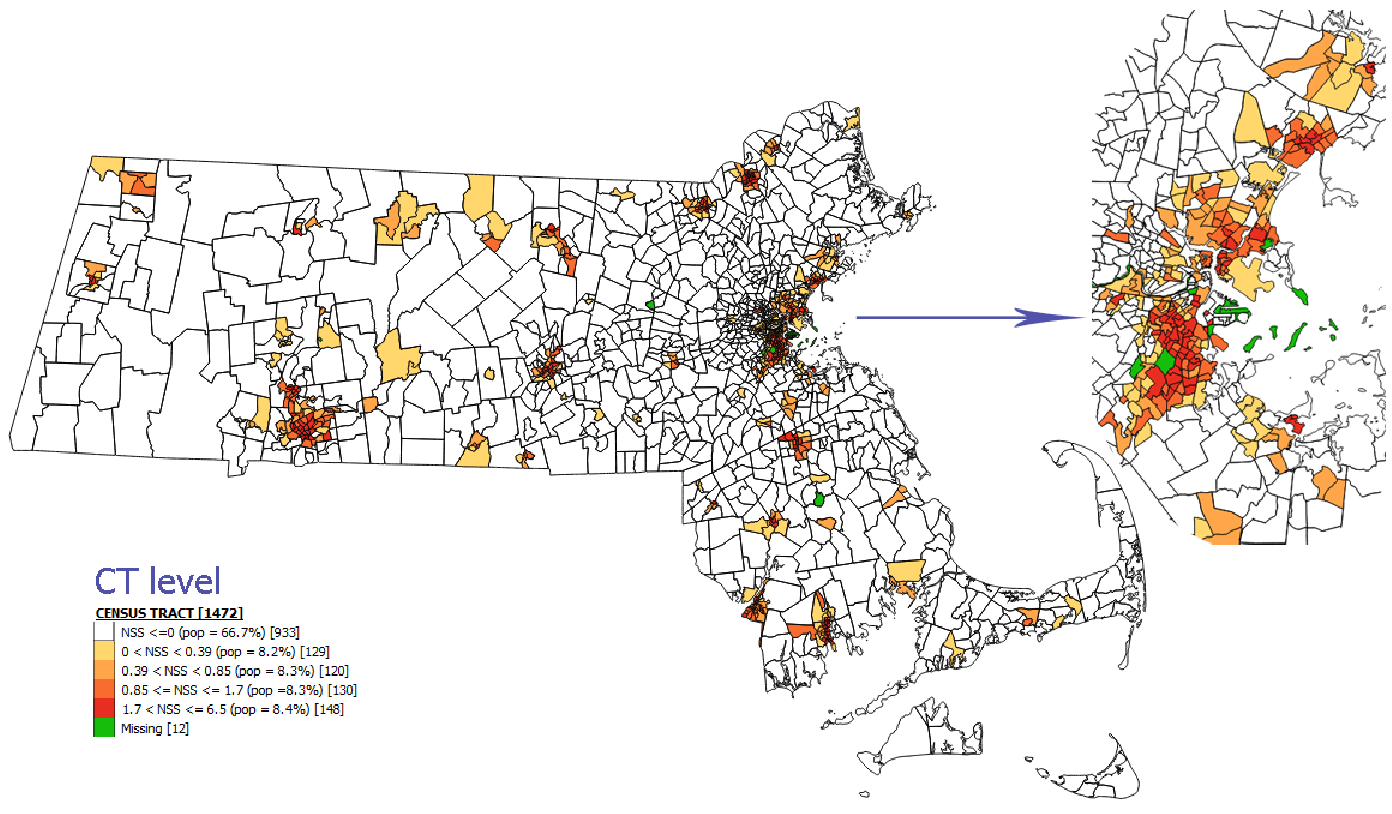 CT level
CENSUS TRACT [1472]
NSS <=0 (pop = 66.7%) [933]
0 < NSS < 0.39 (pop = 8.2%) [129]
0.39 < NSS < 0.85 (pop = 8.3%) [120]
0.85 <= NSS <= 1.7 (pop =8.3%) [130]
1.7 < NSS <= 6.5 (pop = 8.4%) [148]
Missing [12]